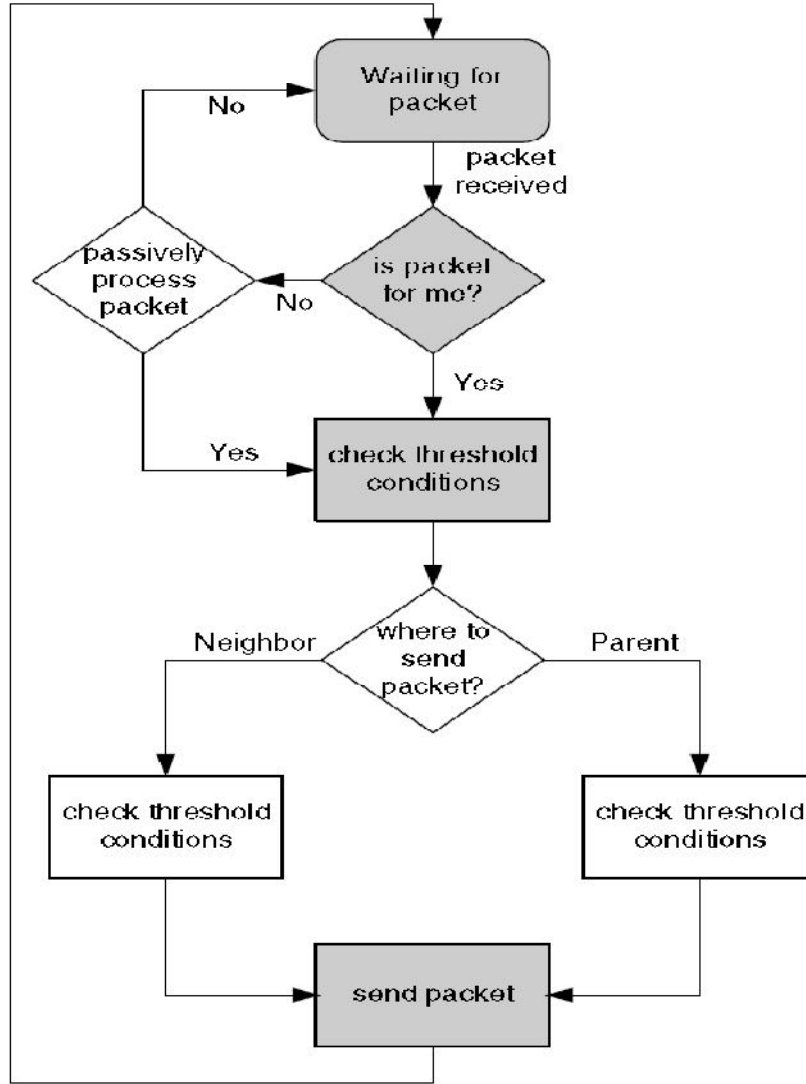 Waiting for
packet
No
packet
received
passively
process
packet
is packet
for me?
No
Yes
Yes
check threshold
conditions
Neighbor
where to
send
packet?
Parent
check threshold
conditions
check threshold
conditions
send packet